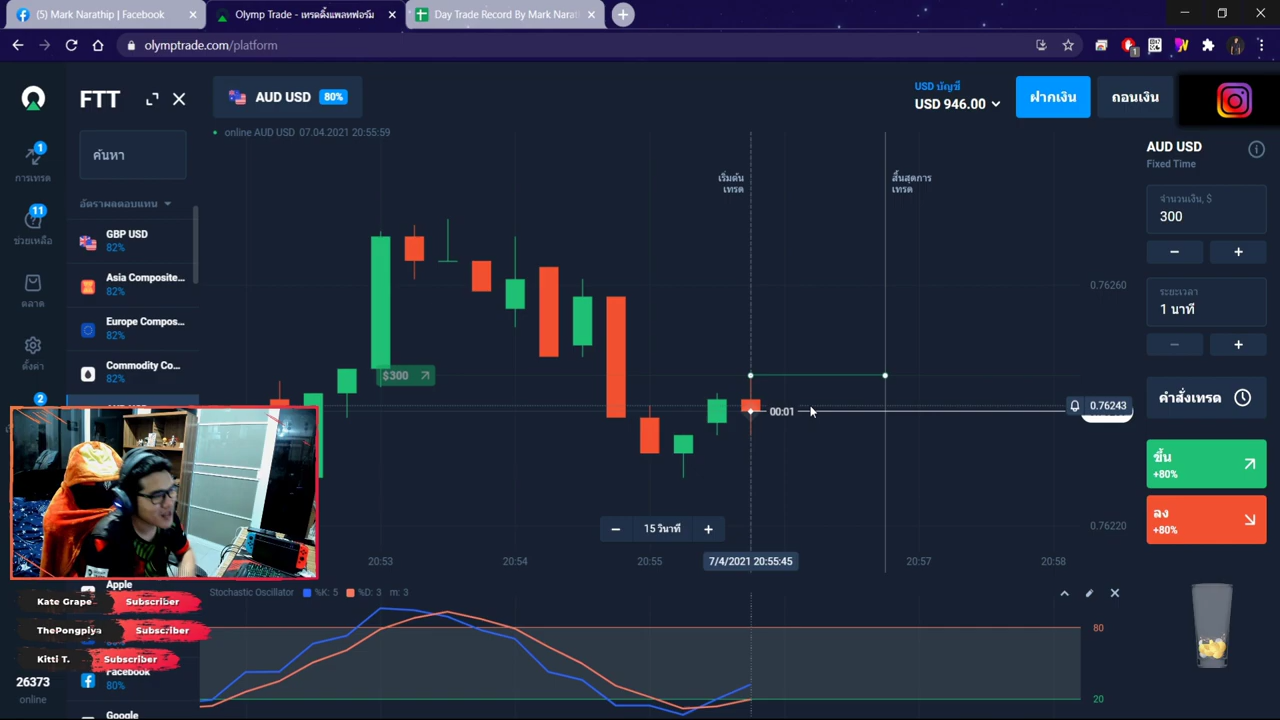 (5) Mark Narathip | Facebook
Olymp Trade - เทรดดิ้งแพลทฟอร์ม
Day Trade Record By Mark Narat
olymptrade.com/platform
1
FTT
AUD USD 80%
USD บัญชี
USD 946.00
ฝากเงิน
ถอนเงิน
online AUD USD 07.04.2021 20:55:59
ค้นหา
1
การเทรด
อัตราผลตอบแทน
11
ช่วยเหลือ
GBP USD
82%
Asia Composite...
82%
ตลาด
Europe Compos...
82%
ตั้งค่า
Commodity Co...
82%
2
เริ่มต้น
เทรด
สิ้นสุดการ
เทรด
$300
00:01
0.76260
0.76243
0.76220
15 วินาที
20:53
20:54
20:55
7/4/2021 20:55:45
20:57
20:58
AUD USD
Fixed Time
จำนวนเงิน, $
300
ระยะเวลา
1 นาที
คำสั่งเทรด
ขึ้น
+80%
ลง
+80%
Apple
Stochastic Oscillator %K: 5 %D: 3 m: 3
80
20
Kate Grape Subscriber
ThePongpiya Subscriber
Kitti T. Subscriber
Facebook
80%
26373
online
Google